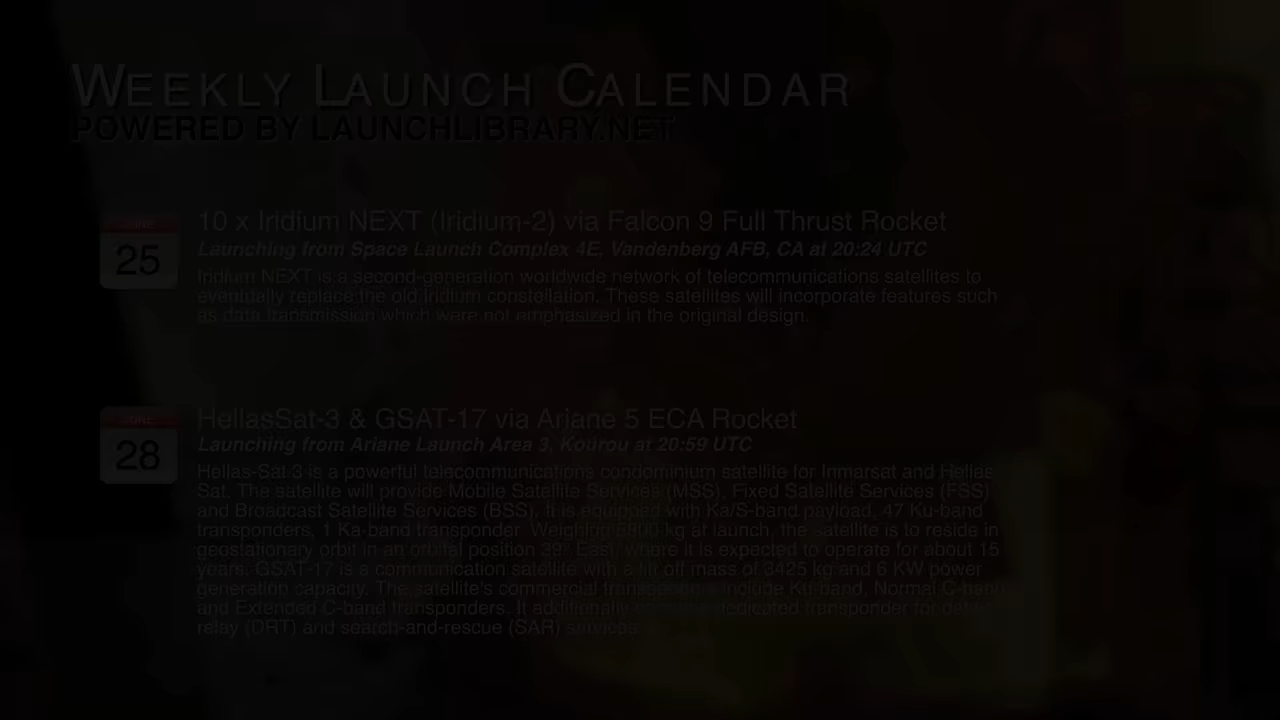 WEEKLY LAUNCH CALENDAR
POWERED BY LAUNCHLIBRARY.NET
JUNE
25
10 x Iridium NEXT (Iridium-2) via Falcon 9 Full Thrust Rocket
Launching from Space Launch Complex 4E, Vandenberg AFB, CA at 20:24 UTC
Iridium NEXT is a second-generation worldwide network of telecommunications satellites to
eventually replace the old Iridium constellation. These satellites will incorporate features such
as data transmission which were not emphasized in the original design.
JUNE
28
HellasSat-3 & GSAT-17 via Ariane 5 ECA Rocket
Launching from Ariane Launch Area 3, Kourou at 20:59 UTC
Hellas-Sat 3 is a powerful telecommunications condominium satellite for Inmarsat and Hellas
Sat. The satellite will provide Mobile Satellite Services (MSS), Fixed Satellite Services (FSS)
and Broadcast Satellite Services (BSS). It is equipped with Ka/S-band payload, 47 Ku-band
transponders, 1 Ka-band transponder. Weighing 5900 kg at launch, the satellite is to reside in
geostationary orbit in an orbital position 39° East, where it is expected to operate for about 15
years. GSAT-17 is a communication satellite with a lift off mass of 3425 kg and 6 KW power
generation capacity. The satellite's commercial transponders include Ku-band, Normal C-band
and Extended C-band transponders. It additionally dedicated transponder for data
relay (DRT) and search-and-rescue (SAR) services.